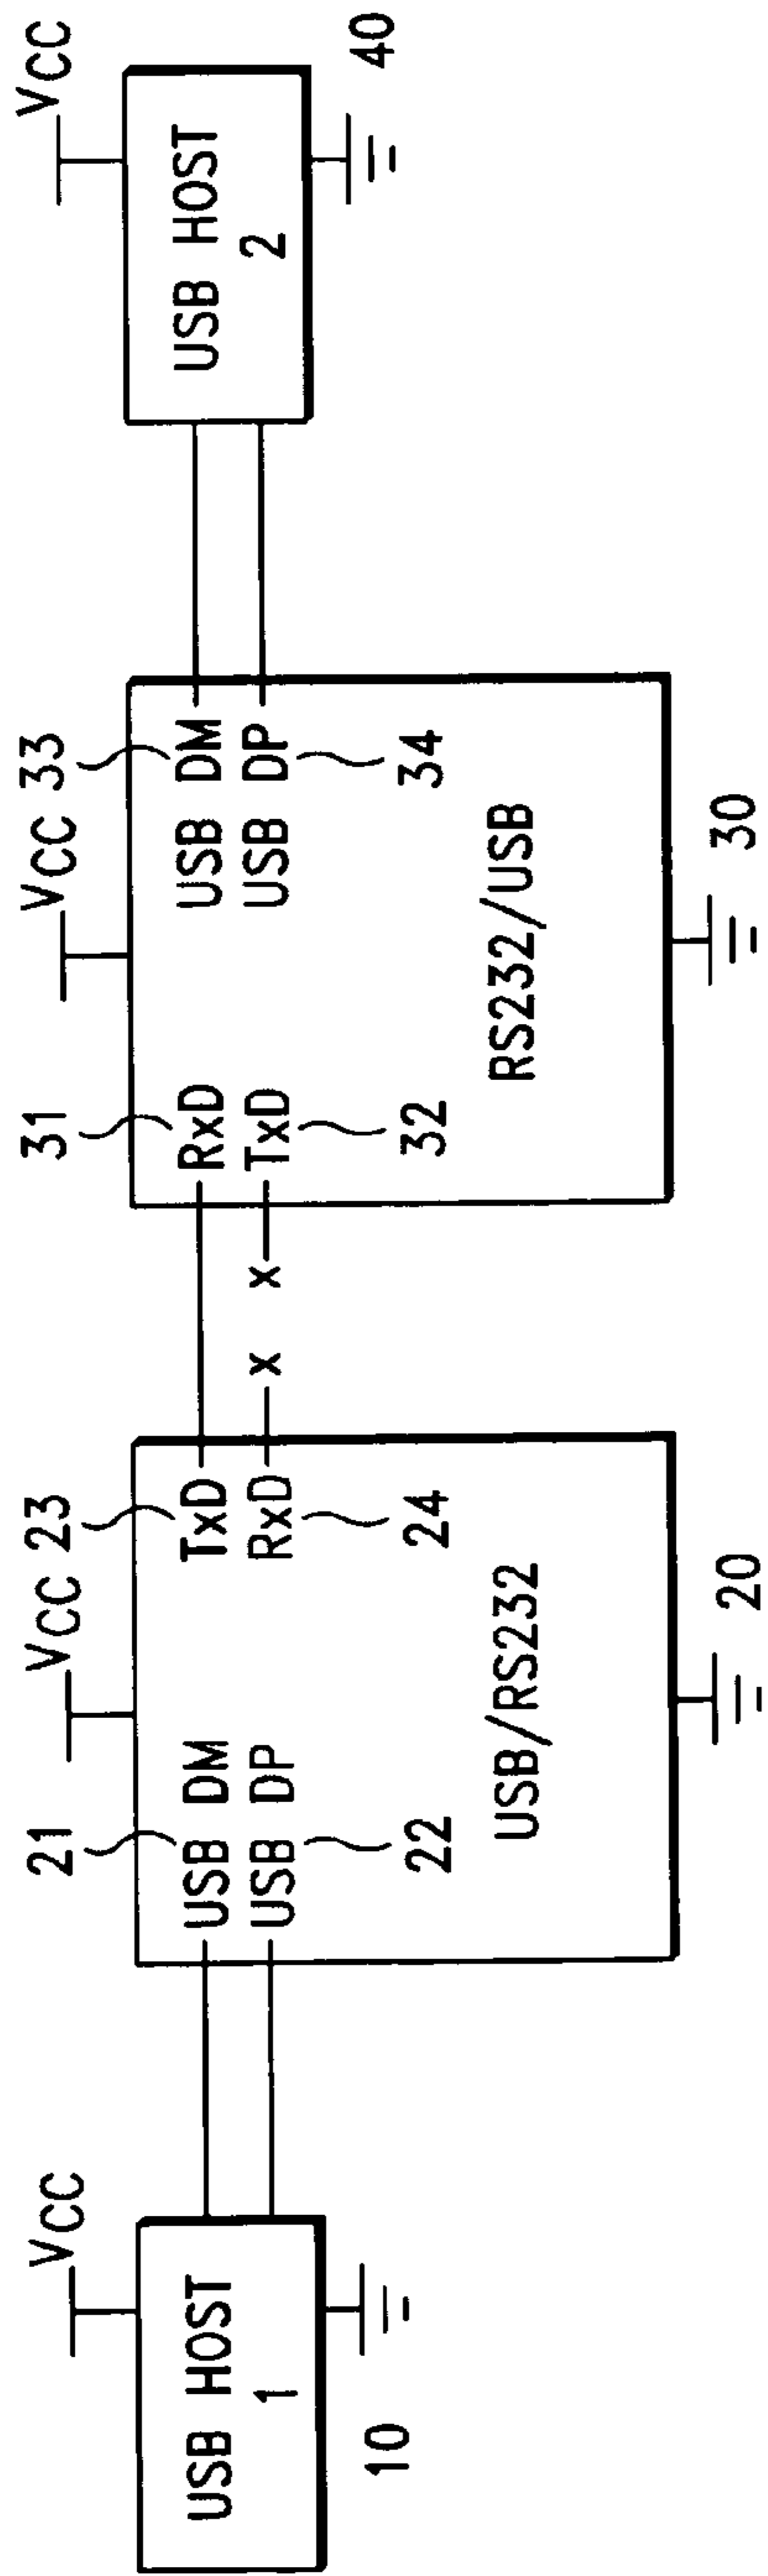 VCC
USB HOST
1
10
VCC
21
USB DM
USB DP
22
23
TxD
RxD
24
USB/RS232
20
x
x
VCC
31
RxD
TxD
32
33
USB DM
USB DP
34
RS232/USB
30
VCC
USB HOST
2
40